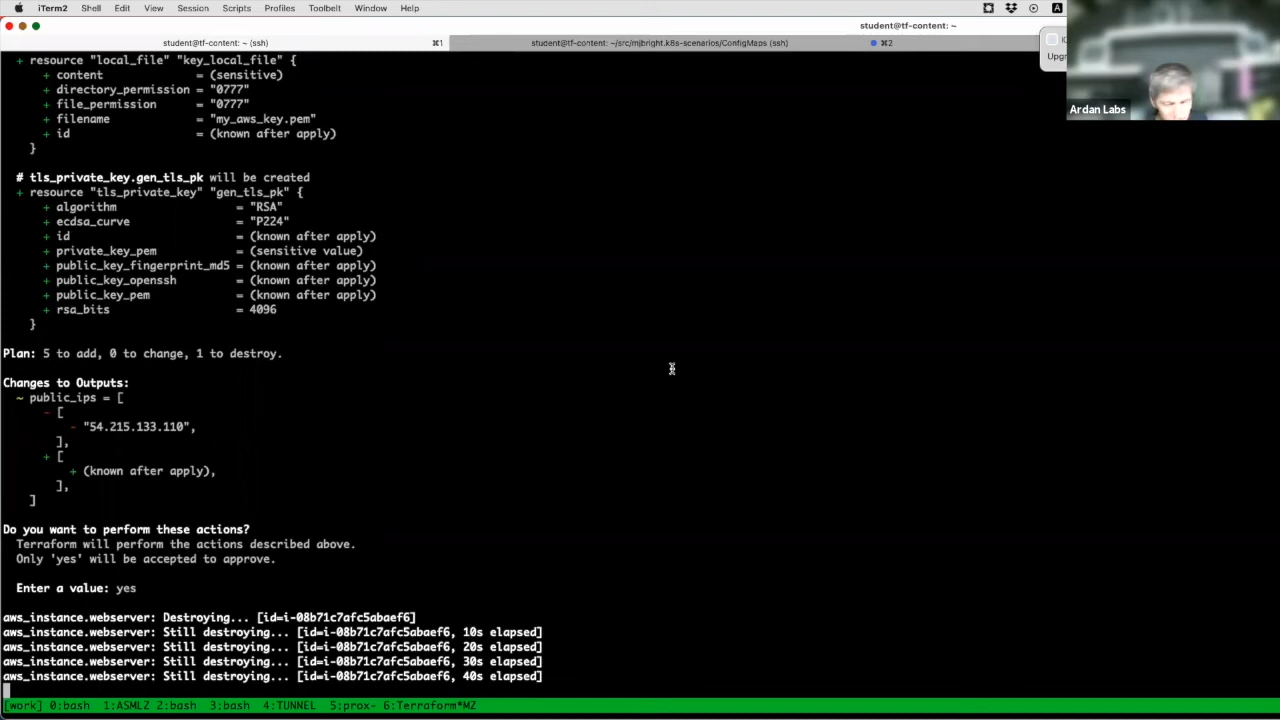 iTerm2 Shell Edit View Session Scripts Profiles Toolbelt Window Help
student@tf-content: ~
student@tf-content: ~ (ssh) ⌘1 student@tf-content: ~/src/mjbright.k8s-scenarios/ConfigMaps (ssh) ⌘2
Upgr
Ardan Labs
+ resource "local_file" "key_local_file" {
+ content = (sensitive)
+ directory_permission = "0777"
+ file_permission = "0777"
+ filename = "my_aws_key.pem"
+ id = (known after apply)
}
# tls_private_key.gen_tls_pk will be created
+ resource "tls_private_key" "gen_tls_pk" {
+ algorithm = "RSA"
+ ecdsa_curve = "P224"
+ id = (known after apply)
+ private_key_pem = (sensitive value)
+ public_key_fingerprint_md5 = (known after apply)
+ public_key_openssh = (known after apply)
+ public_key_pem = (known after apply)
+ rsa_bits = 4096
}
Plan: 5 to add, 0 to change, 1 to destroy.
Changes to Outputs:
~ public_ips = [
- [
- "54.215.133.110",
],
+ [
+ (known after apply),
],
]
Do you want to perform these actions?
Terraform will perform the actions described above.
Only 'yes' will be accepted to approve.
Enter a value: yes
aws_instance.webserver: Destroying... [id=i-08b71c7afc5abaef6]
aws_instance.webserver: Still destroying... [id=i-08b71c7afc5abaef6, 10s elapsed]
aws_instance.webserver: Still destroying... [id=i-08b71c7afc5abaef6, 20s elapsed]
aws_instance.webserver: Still destroying... [id=i-08b71c7afc5abaef6, 30s elapsed]
aws_instance.webserver: Still destroying... [id=i-08b71c7afc5abaef6, 40s elapsed]
[work] 0:bash 1:ASMLZ 2:bash 3:bash 4:TUNNEL 5:prox- 6:Terraform*MZ